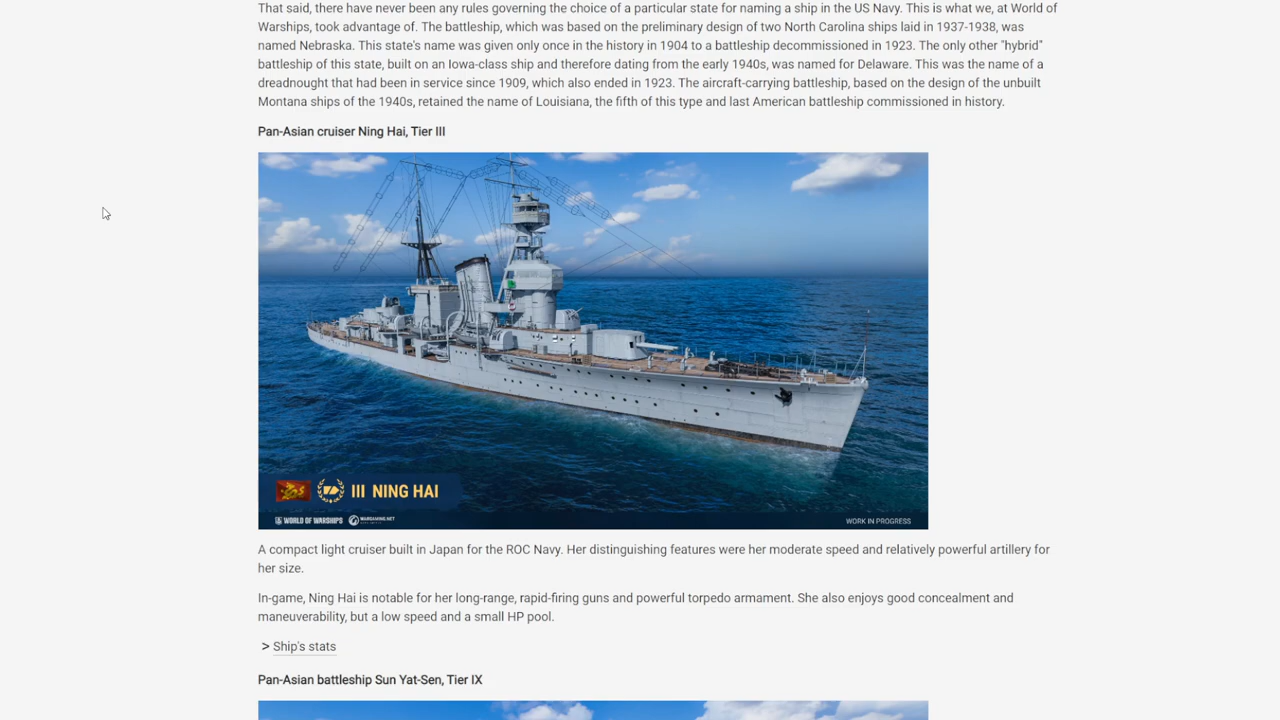 That said, there have never been any rules governing the choice of a particular state for naming a ship in the US Navy. This is what we, at World of
Warships, took advantage of. The battleship, which was based on the preliminary design of two North Carolina ships laid in 1937-1938, was
named Nebraska. This state's name was given only once in the history in 1904 to a battleship decommissioned in 1923. The only other "hybrid"
battleship of this state, built on an Iowa-class ship and therefore dating from the early 1940s, was named for Delaware. This was the name of a
dreadnought that had been in service since 1909, which also ended in 1923. The aircraft-carrying battleship, based on the design of the unbuilt
Montana ships of the 1940s, retained the name of Louisiana, the fifth of this type and last American battleship commissioned in history.
Pan-Asian cruiser Ning Hai, Tier III
III NING HAI
WORLD OF WARSHIPS WARGAMING.NET
WORK IN PROGRESS
A compact light cruiser built in Japan for the ROC Navy. Her distinguishing features were her moderate speed and relatively powerful artillery for
her size.
In-game, Ning Hai is notable for her long-range, rapid-firing guns and powerful torpedo armament. She also enjoys good concealment and
maneuverability, but a low speed and a small HP pool.
> Ship's stats
Pan-Asian battleship Sun Yat-Sen, Tier IX